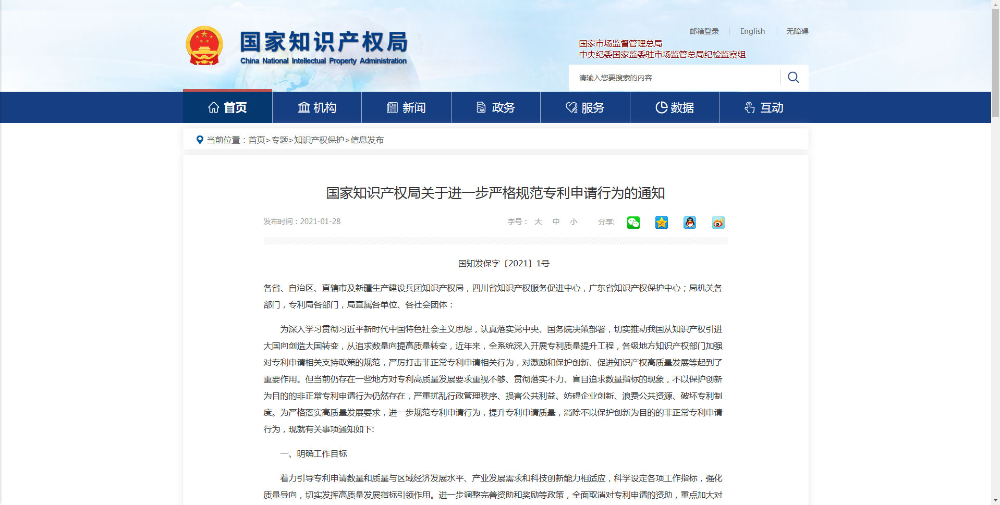 国家知识产权局
China National Intellectual Property Administration
邮箱登录
English
无障碍
国家市场监督管理总局
中央纪委国家监委驻市场监管总局纪检监察组
请输入您要搜索的内容
首页
机构
新闻
政务
服务
数据
互动
当前位置：首页>专题>知识产权保护>信息发布
国家知识产权局关于进一步严格规范专利申请行为的通知
发布时间：2021-01-28
字号： 大 中 小
分享:
国知发保字〔2021〕1号
各省、自治区、直辖市及新疆生产建设兵团知识产权局，四川省知识产权服务促进中心，广东省知识产权保护中心；局机关各
部门，专利局各部门，局直属各单位、各社会团体：
为深入学习贯彻习近平新时代中国特色社会主义思想，认真落实党中央、国务院决策部署，切实推动我国从知识产权引进
大国向创造大国转变，从追求数量向提高质量转变，近年来，全系统深入开展专利质量提升工程，各级地方知识产权部门加强
对专利申请相关支持政策的规范，严厉打击非正常专利申请相关行为，对激励和保护创新、促进知识产权高质量发展等起到了
重要作用。但当前仍存在一些地方对专利高质量发展要求重视不够、贯彻落实不力、盲目追求数量指标的现象，不以保护创新
为目的的非正常专利申请行为仍然存在，严重扰乱行政管理秩序、损害公共利益、妨碍企业创新、浪费公共资源、破坏专利制
度。为严格落实高质量发展要求，进一步规范专利申请行为，提升专利申请质量，消除不以保护创新为目的的非正常专利申请
行为，现就有关事项通知如下:
一、明确工作目标
着力引导专利申请数量和质量与区域经济发展水平、产业发展需求和科技创新能力相适应，科学设定各项工作指标，强化
质量导向，切实发挥高质量发展指标引领作用。进一步调整完善资助和奖励等政策，全面取消对专利申请的资助，重点加大对